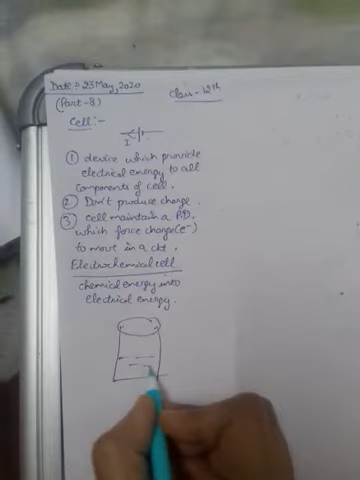 Date :- 23 May, 2020
Class - 12th
(Part-8)
Cell :-
I
① device which provide
electrical energy to all
Components of cell.
② Don't produce charge.
③ Cell maintain a P.D.
which force charge (e⁻)
to move in a ckt.
Electrochemical cell
chemical energy into
Electrical energy.